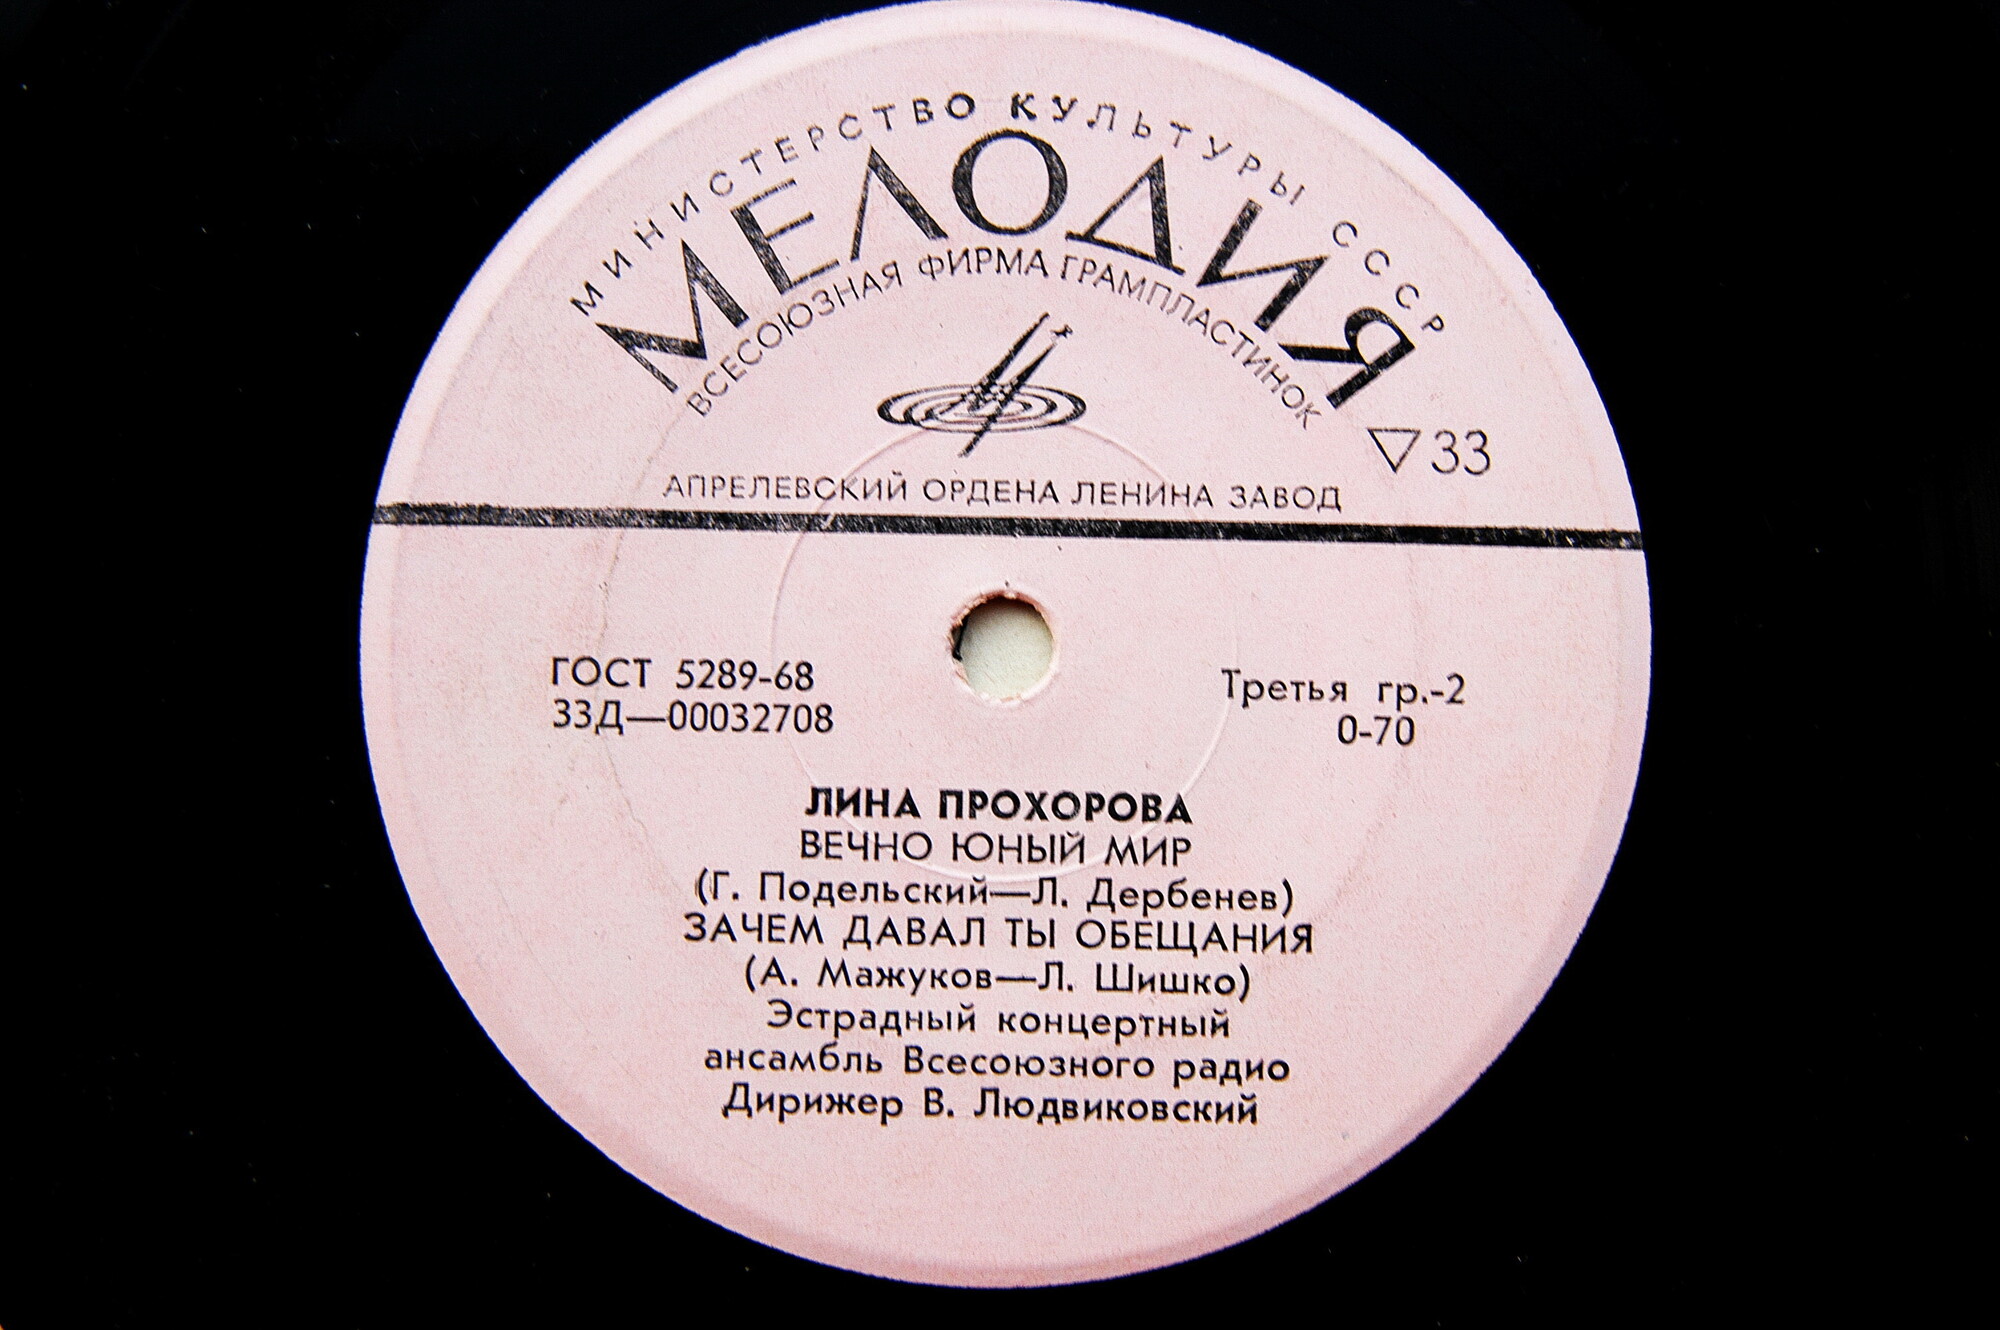 МИНИСТЕРСТВО КУЛЬТУРЫ СССР
МЕЛОДИЯ
ВСЕСОЮЗНАЯ ФИРМА ГРАМПЛАСТИНОК
▽33
АПРЕЛЕВСКИЙ ОРДЕНА ЛЕНИНА ЗАВОД
ГОСТ 5289-68
33Д—00032708
Третья гр.-2
0-70
ЛИНА ПРОХОРОВА
ВЕЧНО ЮНЫЙ МИР
(Г. Подельский—Л. Дербенев)
ЗАЧЕМ ДАВАЛ ТЫ ОБЕЩАНИЯ
(А. Мажуков—Л. Шишко)
Эстрадный концертный
ансамбль Всесоюзного радио
Дирижер В. Людвиковский